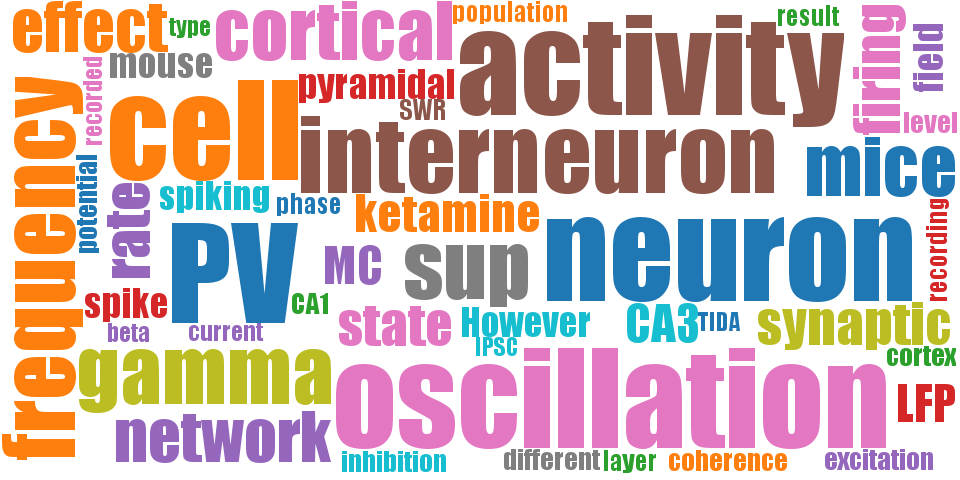 effect
type
cortical
population
result
firing
field
mouse
recorded
pyramidal
SWR
activity
level
cell
interneuron
mice
frequency
potential
rate
spiking
phase
ketamine
neuron
recording
PV
MC
sup
spike
CA1
beta
current
state
However
IPSC
CA3
TIDA
synaptic
cortex
gamma
oscillation
LFP
network
inhibition
different
layer
coherence
excitation